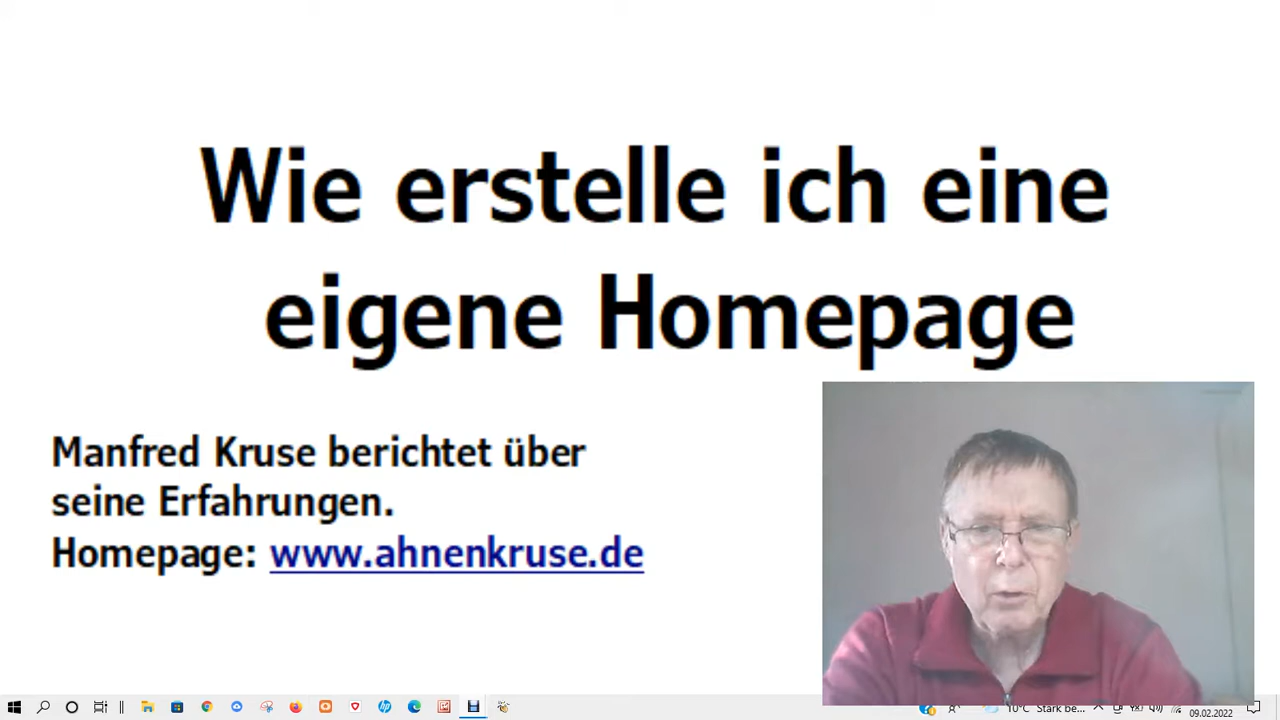 Wie erstelle ich eine
eigene Homepage
Manfred Kruse berichtet über
seine Erfahrungen.
Homepage: www.ahnenkruse.de
10°C Stark be...
09.02.2022